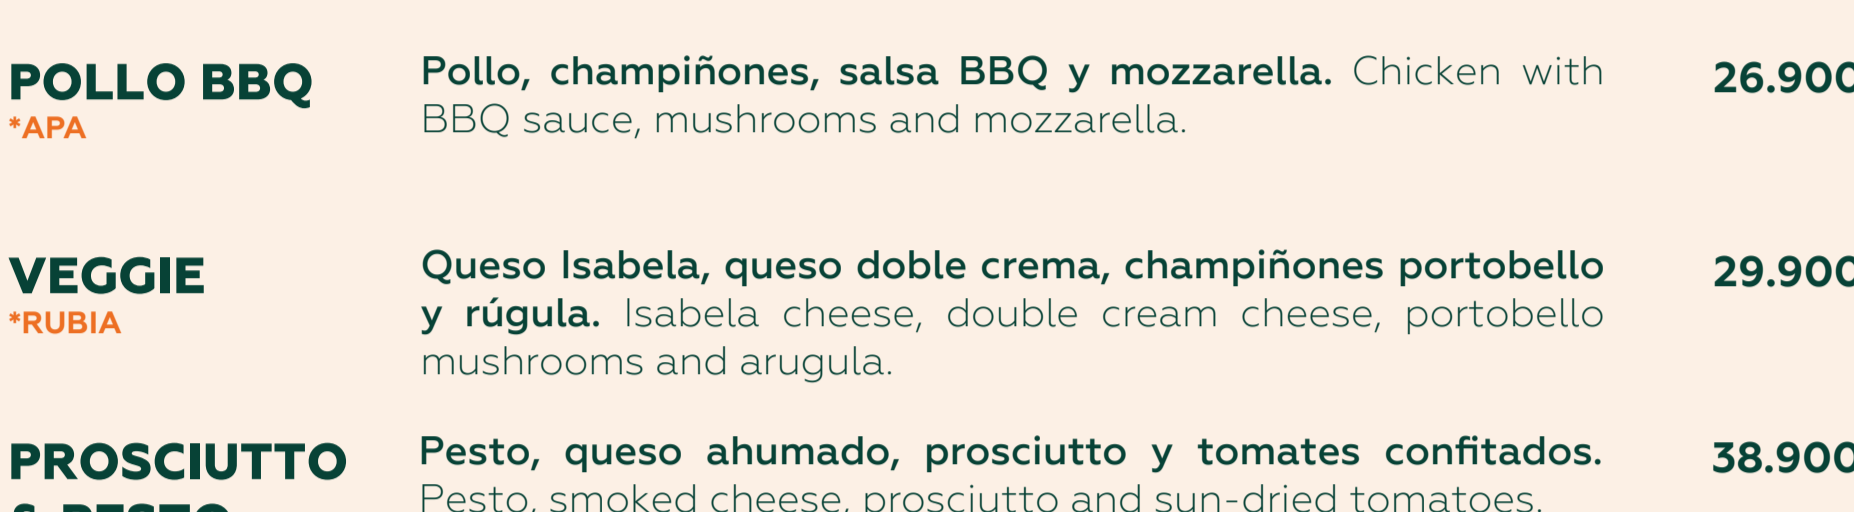 POLLO BBQ
*APA
Pollo, champiñones, salsa BBQ y mozzarella. Chicken with
BBQ sauce, mushrooms and mozzarella.
26.900
VEGGIE
*RUBIA
Queso Isabela, queso doble crema, champiñones portobello
y rúgula. Isabela cheese, double cream cheese, portobello
mushrooms and arugula.
29.900
PROSCIUTTO
& PESTO
Pesto, queso ahumado, prosciutto y tomates confitados.
Pesto, smoked cheese, prosciutto and sun-dried tomatoes.
38.900